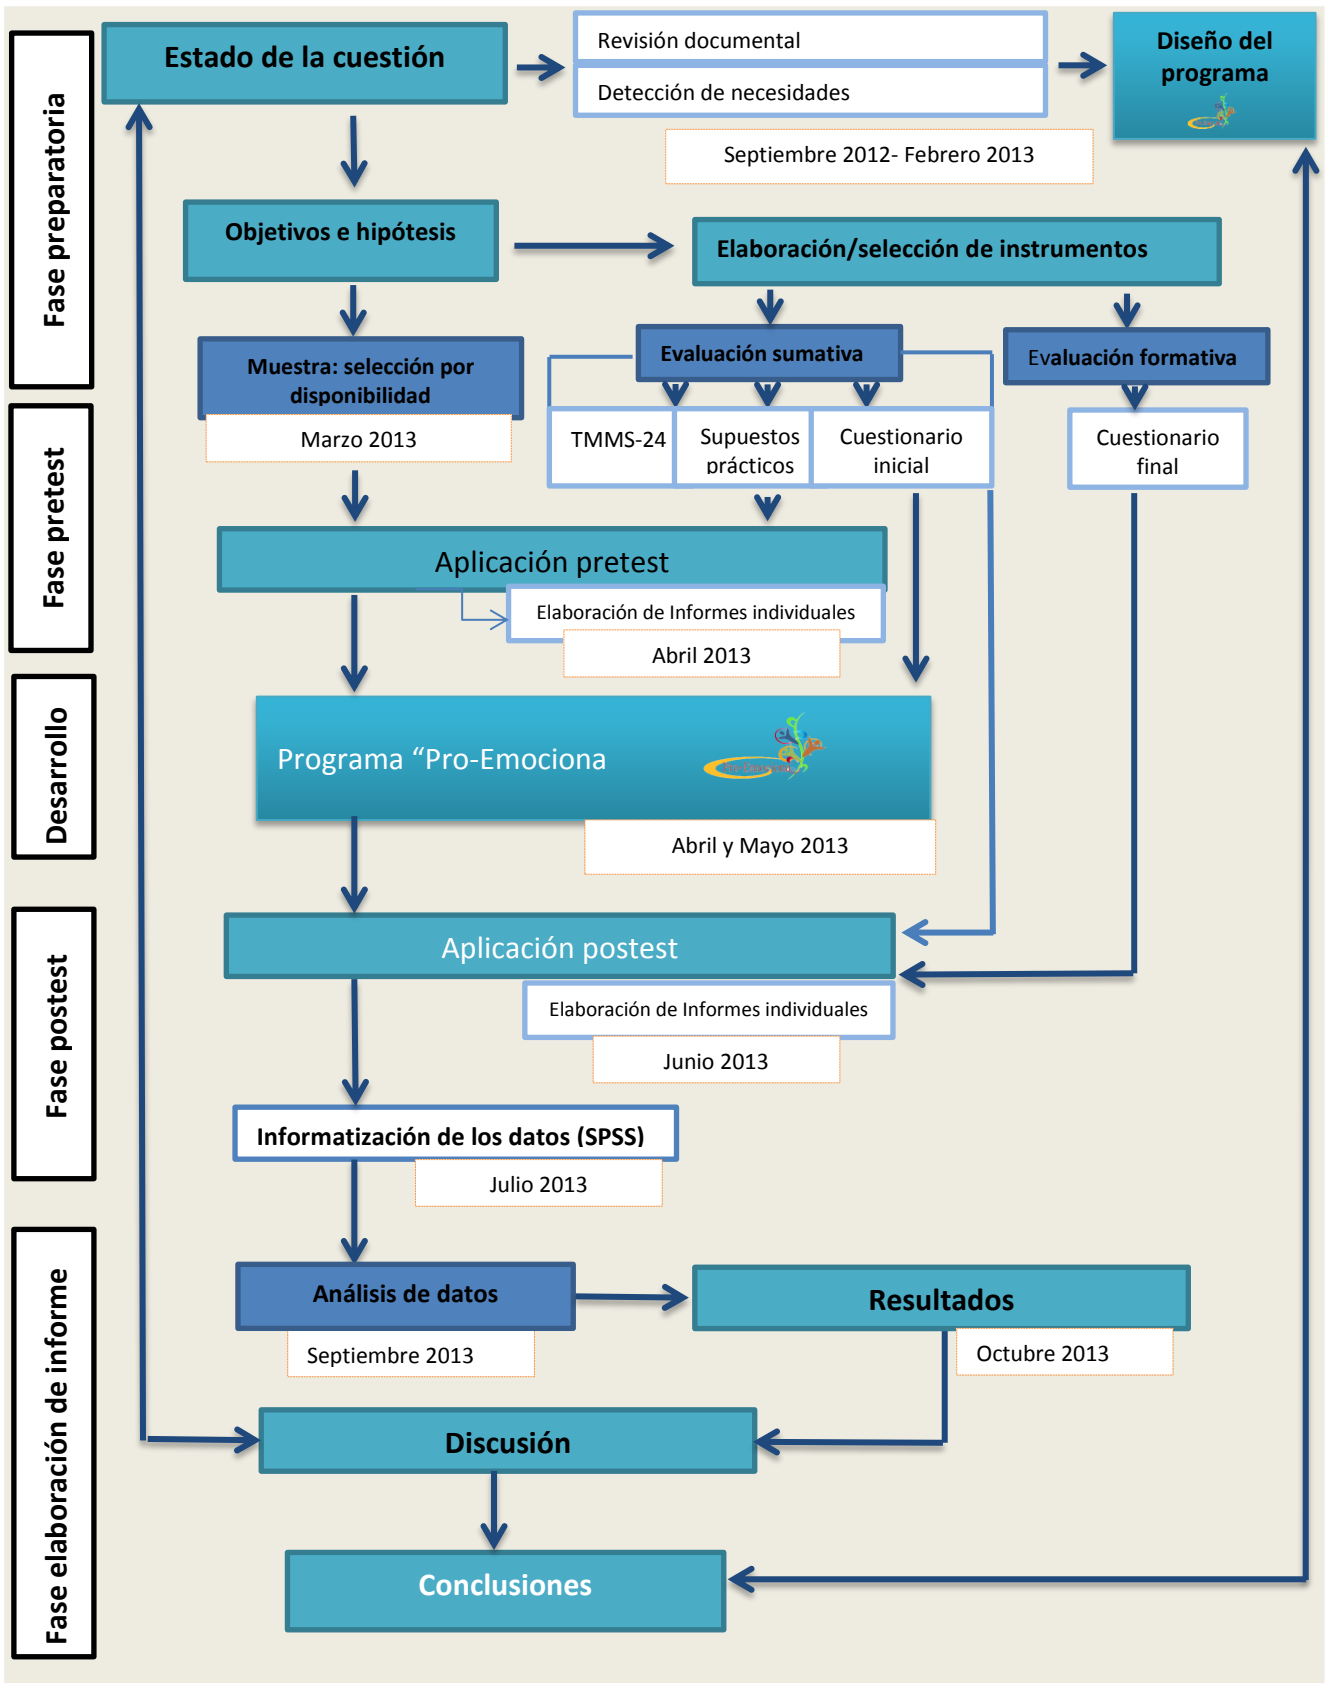 Fase preparatoria
Estado de la cuestión
Revisión documental
Detección de necesidades
Diseño del
programa
Septiembre 2012- Febrero 2013
Objetivos e hipótesis
Elaboración/selección de instrumentos
Muestra: selección por
disponibilidad
Marzo 2013
Evaluación sumativa
Evaluación formativa
Fase pretest
TMMS-24
Supuestos
prácticos
Cuestionario
inicial
Cuestionario
final
Aplicación pretest
Elaboración de Informes individuales
Abril 2013
Desarrollo
Programa “Pro-Emociona
Abril y Mayo 2013
Fase postest
Aplicación postest
Elaboración de Informes individuales
Junio 2013
Informatización de los datos (SPSS)
Julio 2013
Fase elaboración de informe
Análisis de datos
Septiembre 2013
Resultados
Octubre 2013
Discusión
Conclusiones